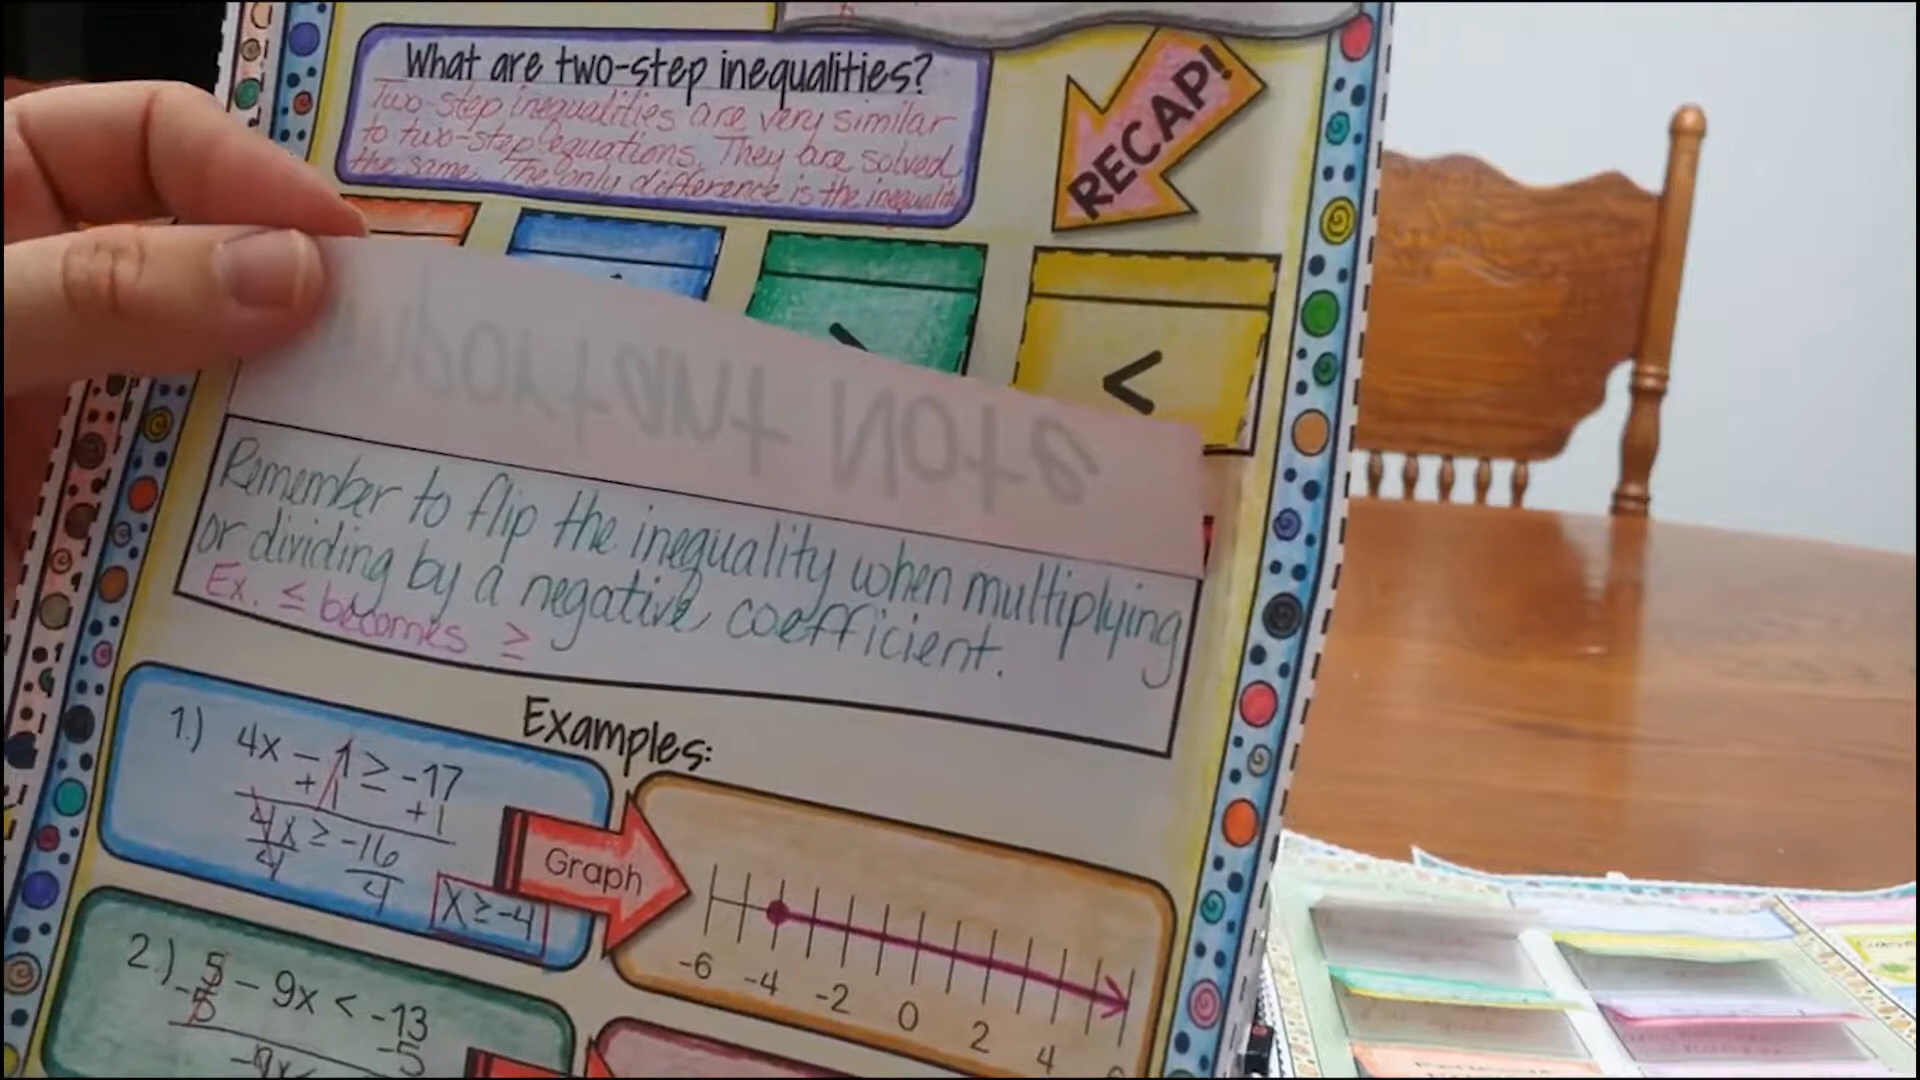 What are two-step inequalities?
Two-step inequalities are very similar
to two-step equations. They are solved
the same. The only difference is the inequality
RECAP!
<
Important Note
Remember to flip the inequality when multiplying
or dividing by a negative coefficient.
Ex. ≤ becomes ≥
Examples:
1.) 4x - 1 ≥ -17
+1 +1
4x ≥ -16
4 4
x ≥ -4
Graph
-6 -4 -2 0 2 4
2.) 5 - 9x < -13
-5 -5
-9x <